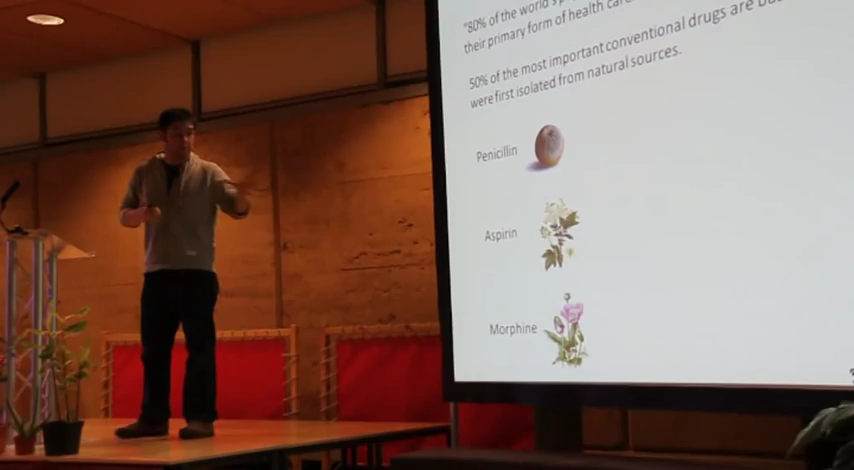 "80% of the world's
their primary form of health care
50% of the most important conventional drugs are
were first isolated from natural sources.
Penicillin
Aspirin
Morphine